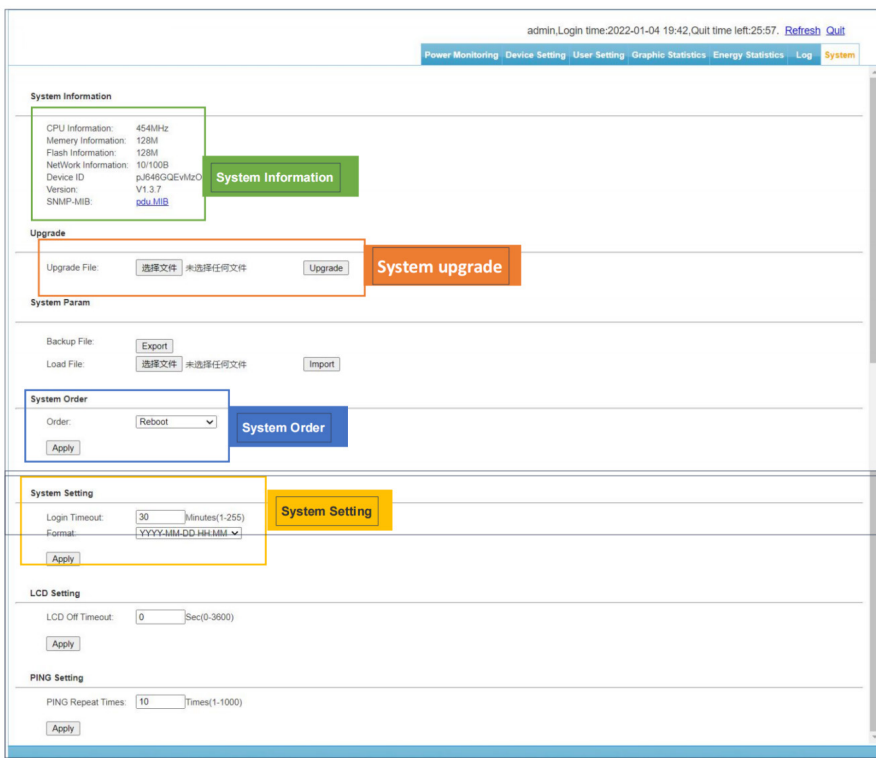 admin,Login time:2022-01-04 19:42,Quit time left:25:57. Refresh Quit
Power Monitoring Device Setting User Setting Graphic Statistics Energy Statistics Log System
System Information
CPU Information: 454MHz
Memery Information: 128M
Flash Information: 128M
NetWork Information: 10/100B
Device ID pJ646GQEvMzO
System Information
Version: V1.3.7
SNMP-MIB: pdu.MIB
Upgrade
Upgrade File: 选择文件 未选择任何文件 Upgrade
System upgrade
System Param
Backup File: Export
Load File: 选择文件 未选择任何文件 Import
System Order
Order: Reboot
System Order
Apply
System Setting
Login Timeout: 30 Minutes(1-255)
System Setting
Format: YYYY-MM-DD HH:MM
Apply
LCD Setting
LCD Off Timeout: 0 Sec(0-3600)
Apply
PING Setting
PING Repeat Times: 10 Times(1-1000)
Apply